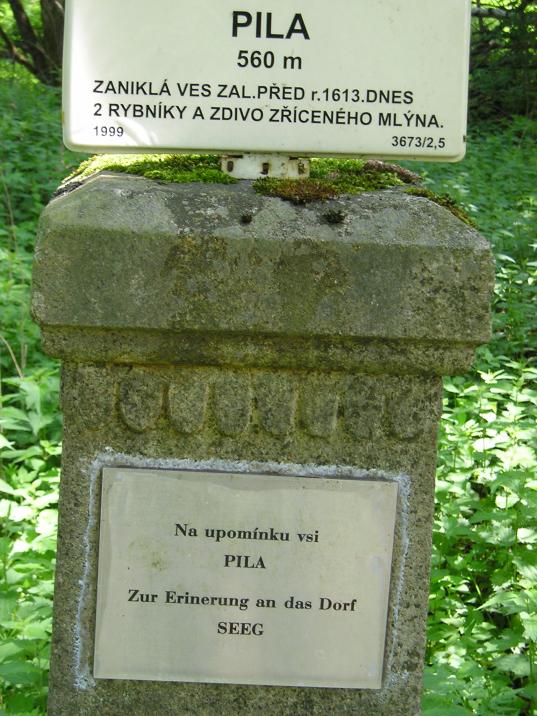 PILA
560 m
ZANIKLÁ VES ZAL.PŘED r.1613.DNES
2 RYBNÍKY A ZDIVO ZŘÍCENÉHO MLÝNA.
1999 3673/2,5
Na upomínku vsi
PILA
Zur Erinerung an das Dorf
SEEG